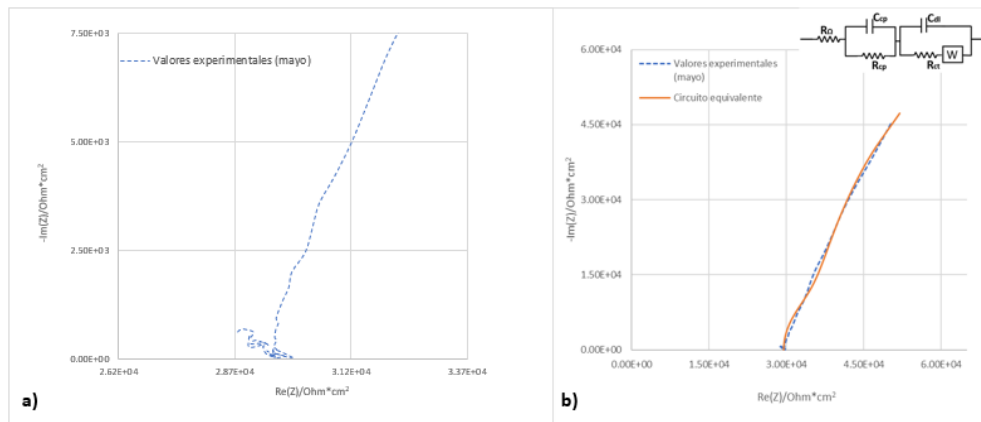 7.50E+03
Valores experimentales (mayo)
5.00E+03
2.50E+03
0.00E+00
2.62E+04
2.87E+04
3.12E+04
3.37E+04
-Im(Z)/Ohm*cm2
Re(Z)/Ohm*cm2
a)
RΩ
Ccp
Rcp
Cdl
Rct
W
6.00E+04
Valores experimentales
(mayo)
Circuito equivalente
4.50E+04
3.00E+04
1.50E+04
0.00E+00
0.00E+00
1.50E+04
3.00E+04
4.50E+04
6.00E+04
-Im(Z)/Ohm*cm2
Re(Z)/Ohm*cm2
b)